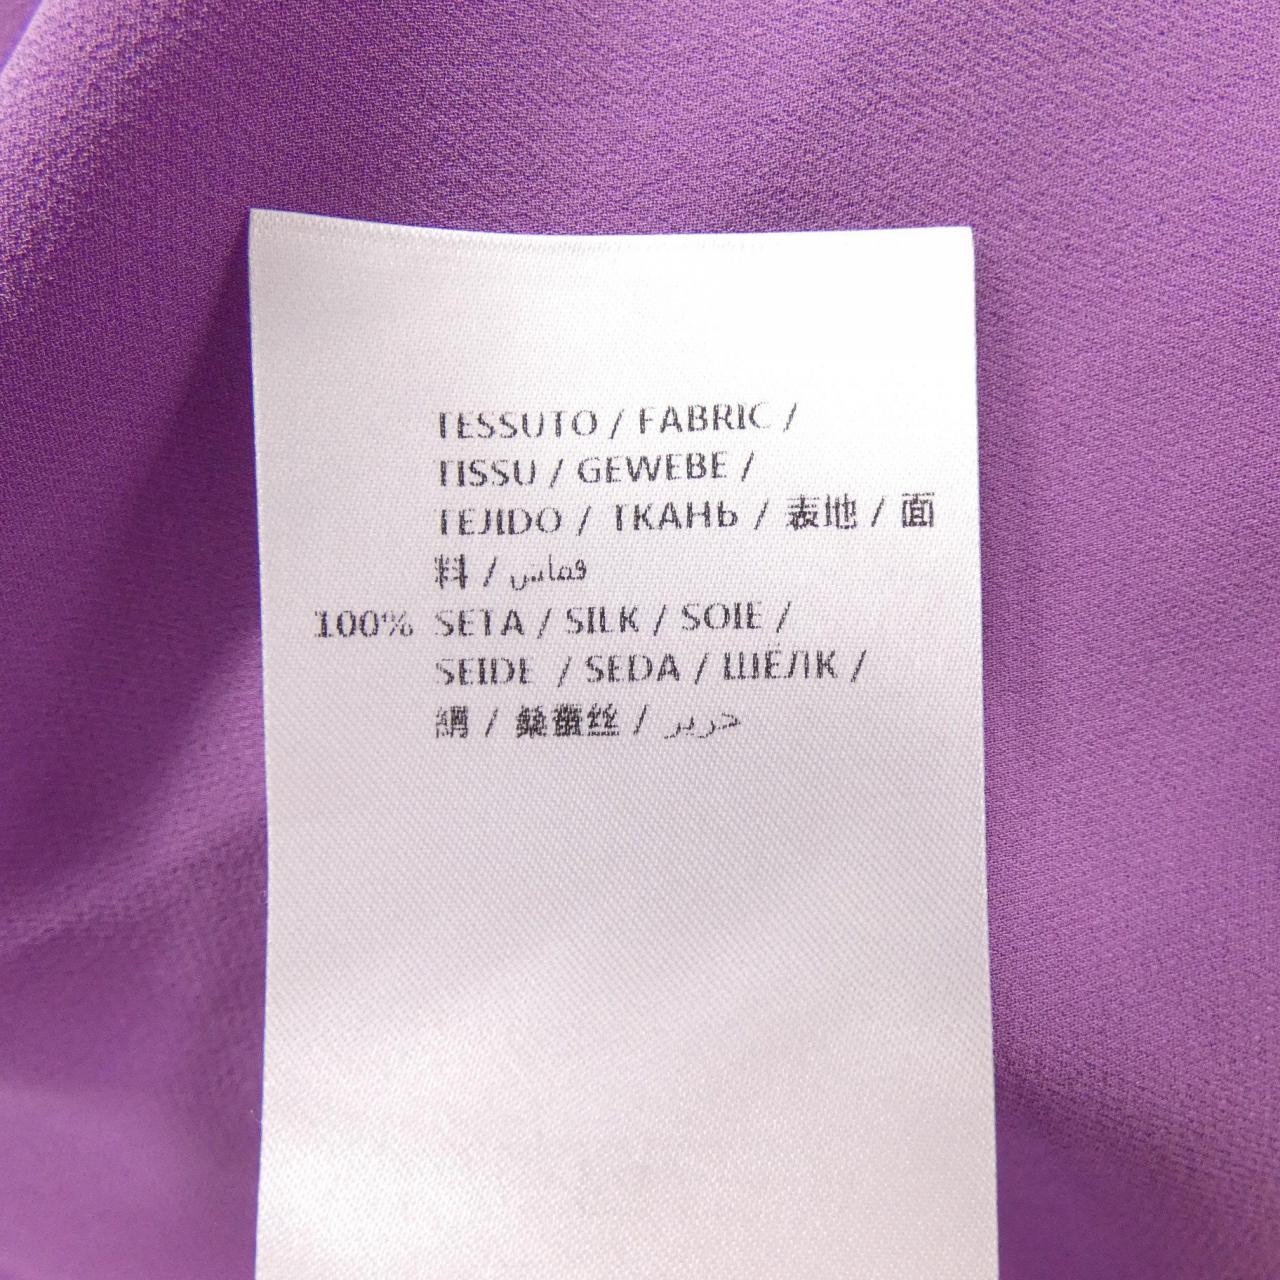 TESSUTO / FABRIC /
TISSU / GEWEBE /
TEJIDO / ТКАНЬ / 表地 / 面
料 / قماش
100% SETA / SILK / SOIE /
SEIDE / SEDA / ШЁЛК /
絹 / 桑蚕丝 / حرير